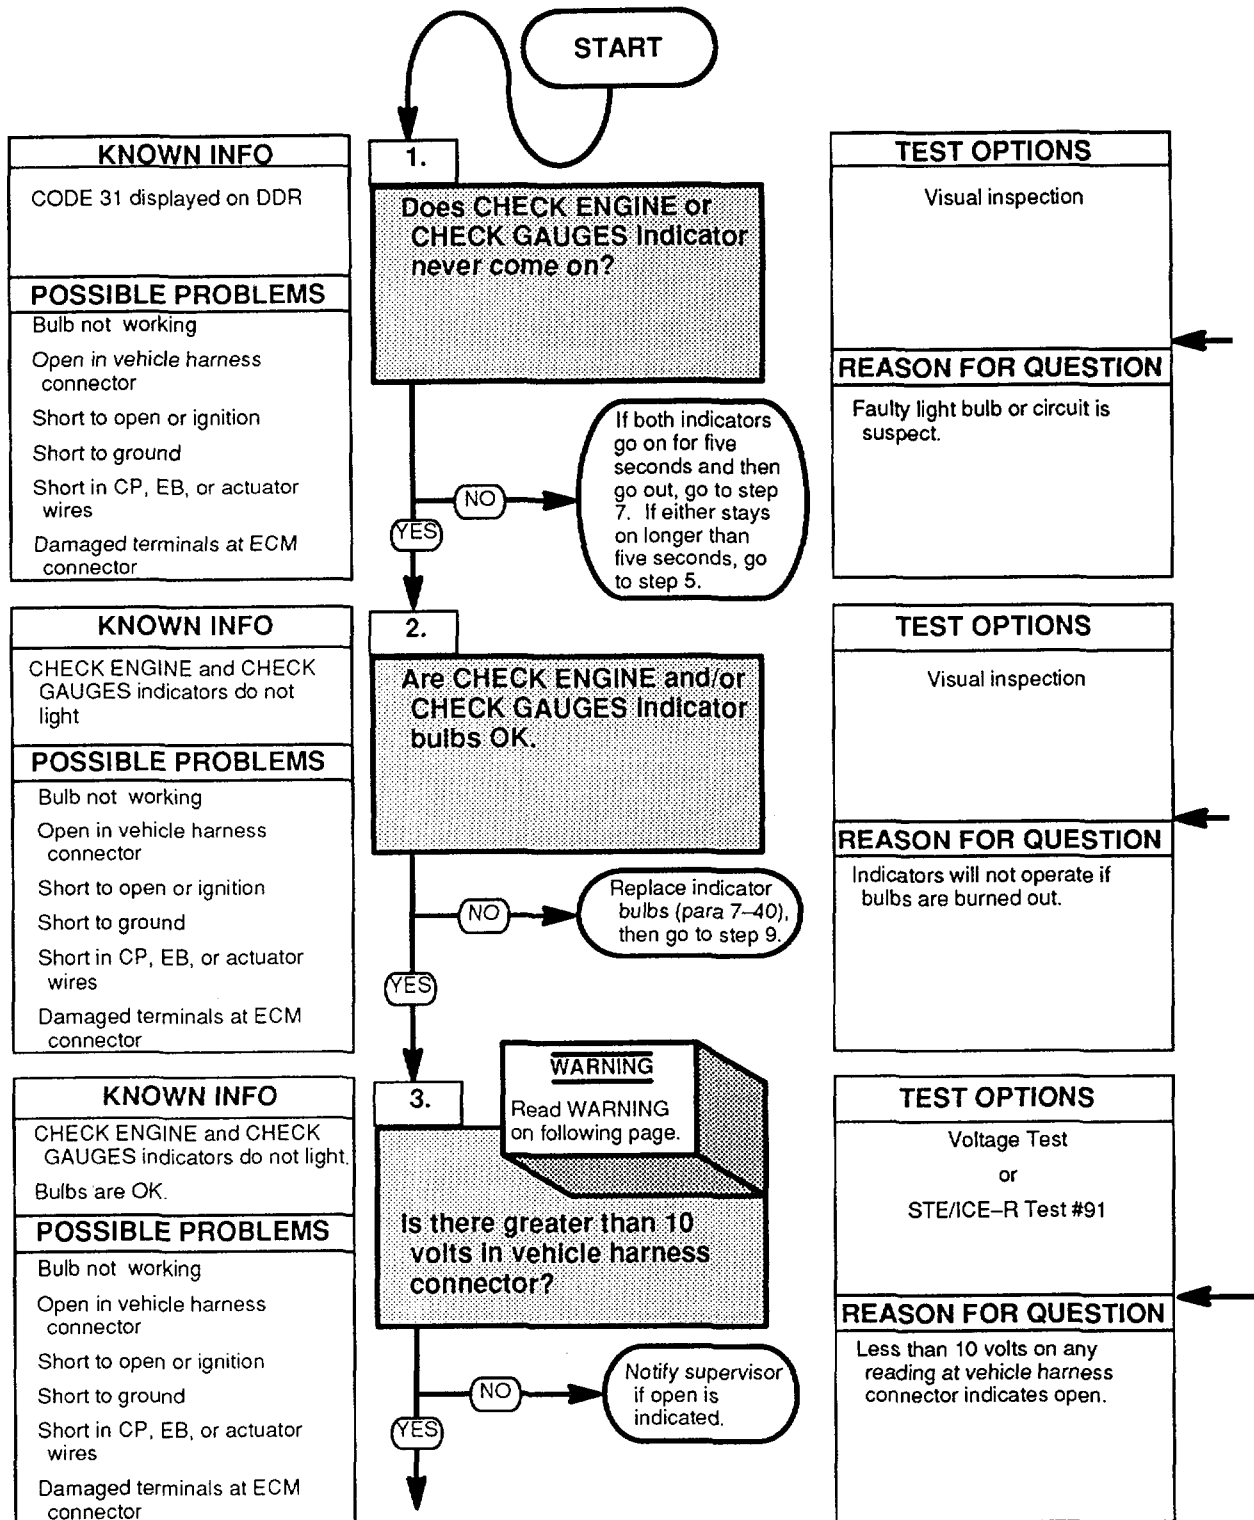 START
KNOWN INFO
CODE 31 displayed on DDR
POSSIBLE PROBLEMS
Bulb not working
Open in vehicle harness
connector
Short to open or ignition
Short to ground
Short in CP, EB, or actuator
wires
Damaged terminals at ECM
connector
1.
Does CHECK ENGINE or
CHECK GAUGES Indicator
never come on?
NO
If both indicators
go on for five
seconds and then
go out, go to step
7. If either stays
on longer than
five seconds, go
to step 5.
YES
TEST OPTIONS
Visual inspection
REASON FOR QUESTION
Faulty light bulb or circuit is
suspect.
KNOWN INFO
CHECK ENGINE and CHECK
GAUGES indicators do not
light
POSSIBLE PROBLEMS
Bulb not working
Open in vehicle harness
connector
Short to open or ignition
Short to ground
Short in CP, EB, or actuator
wires
Damaged terminals at ECM
connector
2.
Are CHECK ENGINE and/or
CHECK GAUGES Indicator
bulbs OK.
NO
Replace indicator
bulbs (para 7–40),
then go to step 9.
YES
TEST OPTIONS
Visual inspection
REASON FOR QUESTION
Indicators will not operate if
bulbs are burned out.
KNOWN INFO
CHECK ENGINE and CHECK
GAUGES indicators do not light.
Bulbs are OK.
POSSIBLE PROBLEMS
Bulb not working
Open in vehicle harness
connector
Short to open or ignition
Short to ground
Short in CP, EB, or actuator
wires
Damaged terminals at ECM
connector
3.
WARNING
Read WARNING
on following page.
Is there greater than 10
volts in vehicle harness
connector?
NO
Notify supervisor
if open is
indicated.
YES
TEST OPTIONS
Voltage Test
or
STE/ICE–R Test #91
REASON FOR QUESTION
Less than 10 volts on any
reading at vehicle harness
connector indicates open.